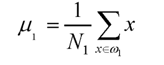 μ₁ = 1/N₁ ∑_{x∈ω₁} x